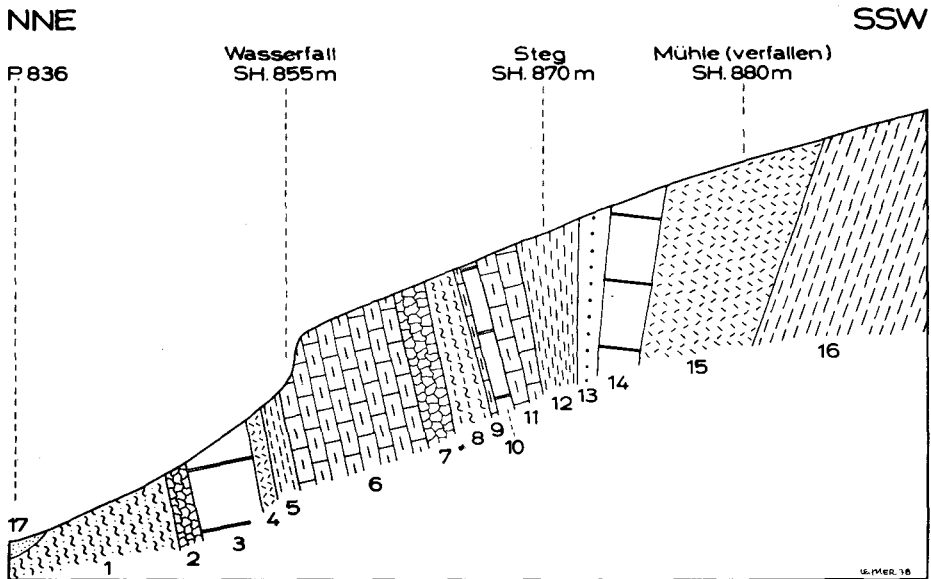 NNE SSW
Wasserfall Steg Mühle (verfallen)
P. 836 SH. 855 m SH. 870 m SH. 880 m
17 1 2 3 4 5 6 7 8 9 10 11 12 13 14 15 16